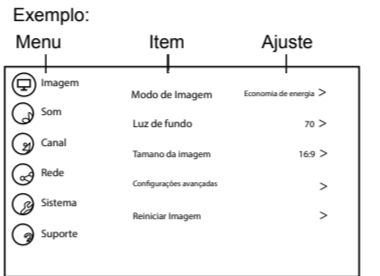 Exemplo:
Menu Item Ajuste
Imagem
Modo de Imagem Economia de energia >
Som
Luz de fundo 70 >
Canal
Tamano da imagem 16:9 >
Rede
Configurações avançadas >
Sistema
Reiniciar Imagem >
Suporte